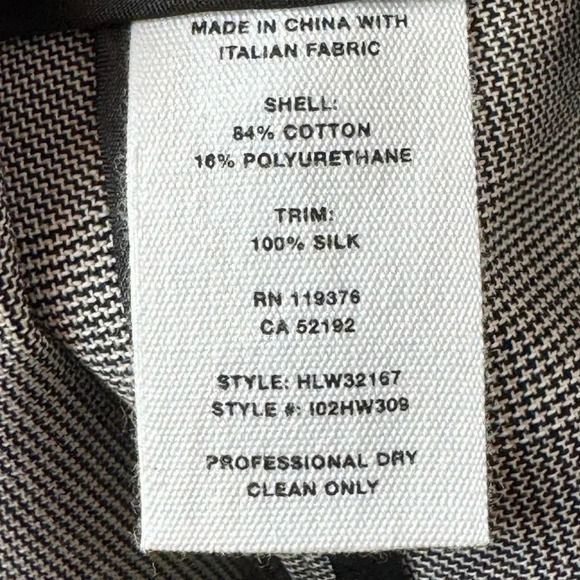 MADE IN CHINA WITH
ITALIAN FABRIC
SHELL:
84% COTTON
16% POLYURETHANE
TRIM:
100% SILK
RN 119376
CA 52192
STYLE: HLW32167
STYLE #: I02HW309
PROFESSIONAL DRY
CLEAN ONLY